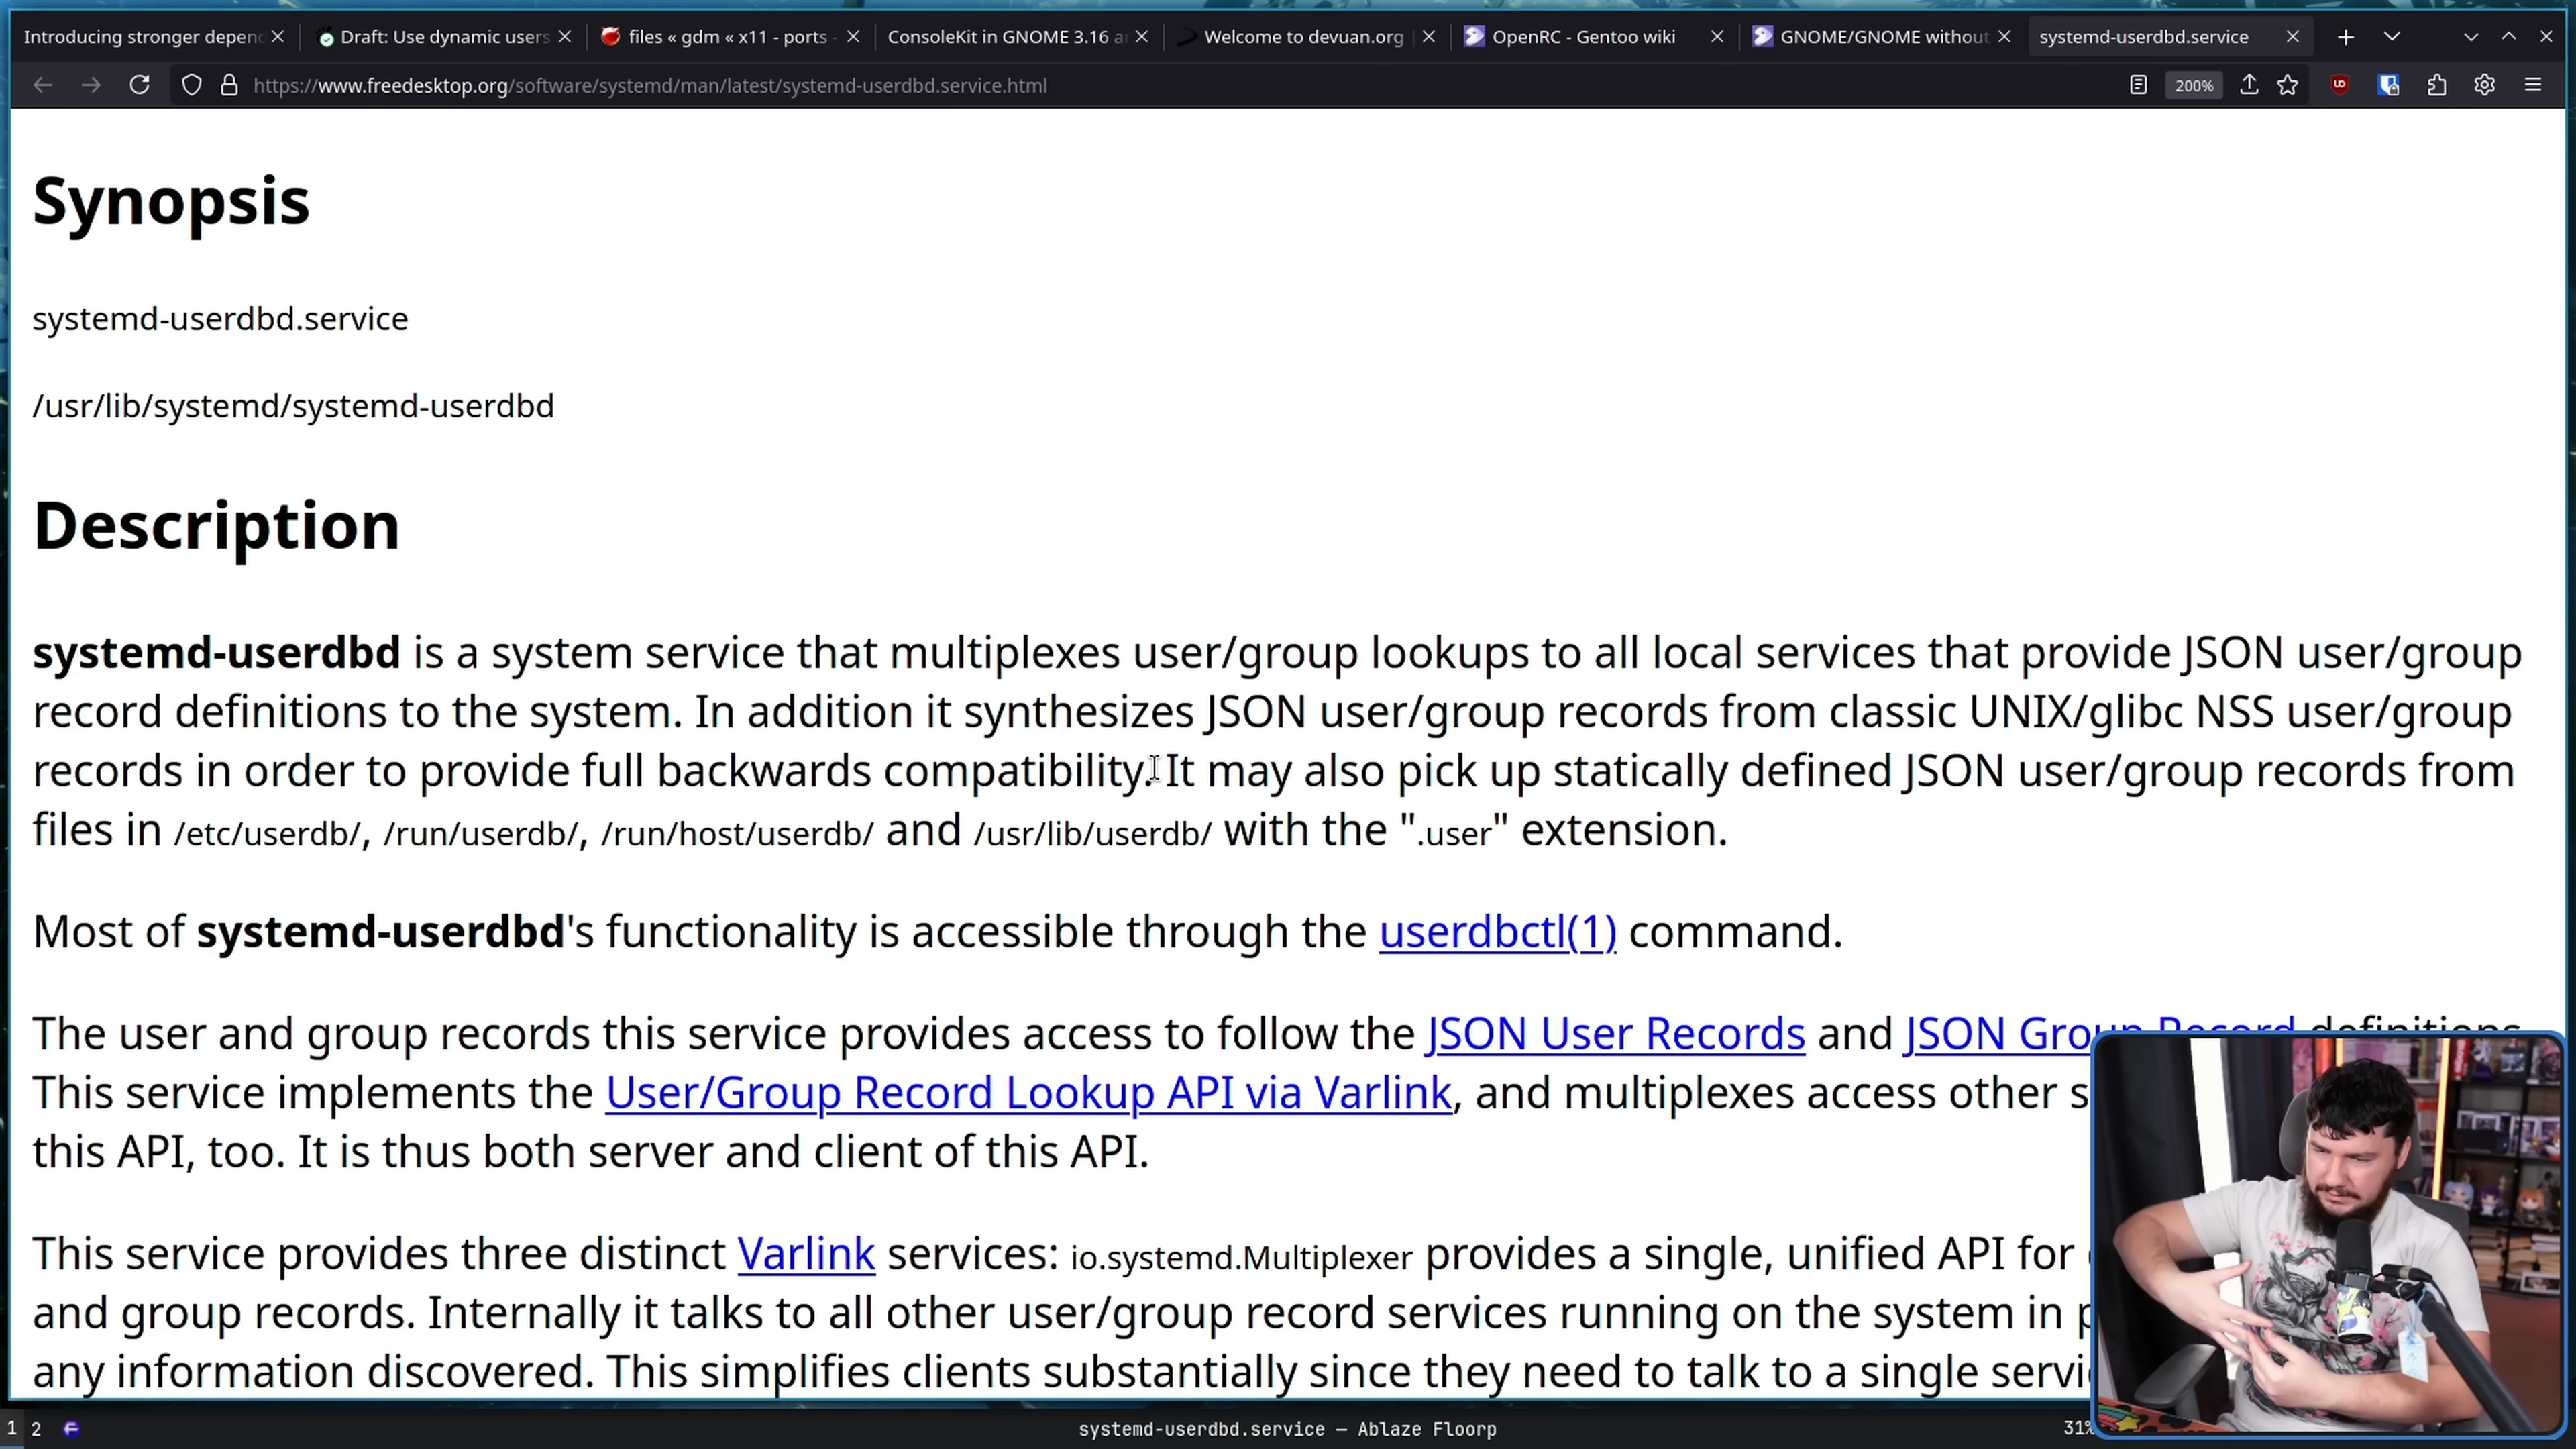 Introducing stronger depen
Draft: Use dynamic users
files « gdm « x11 - ports -
ConsoleKit in GNOME 3.16 a
Welcome to devuan.org
OpenRC - Gentoo wiki
GNOME/GNOME without
systemd-userdbd.service
https://www.freedesktop.org/software/systemd/man/latest/systemd-userdbd.service.html
200%
Synopsis
systemd-userdbd.service
/usr/lib/systemd/systemd-userdbd
Description
systemd-userdbd is a system service that multiplexes user/group lookups to all local services that provide JSON user/group
record definitions to the system. In addition it synthesizes JSON user/group records from classic UNIX/glibc NSS user/group
records in order to provide full backwards compatibility. It may also pick up statically defined JSON user/group records from
files in /etc/userdb/, /run/userdb/, /run/host/userdb/ and /usr/lib/userdb/ with the ".user" extension.
Most of systemd-userdbd's functionality is accessible through the userdbctl(1) command.
The user and group records this service provides access to follow the JSON User Records and JSON Group Record definitions
This service implements the User/Group Record Lookup API via Varlink, and multiplexes access other s
this API, too. It is thus both server and client of this API.
This service provides three distinct Varlink services: io.systemd.Multiplexer provides a single, unified API for
and group records. Internally it talks to all other user/group record services running on the system in p
any information discovered. This simplifies clients substantially since they need to talk to a single servi
1 2
systemd-userdbd.service — Ablaze Floorp
31%